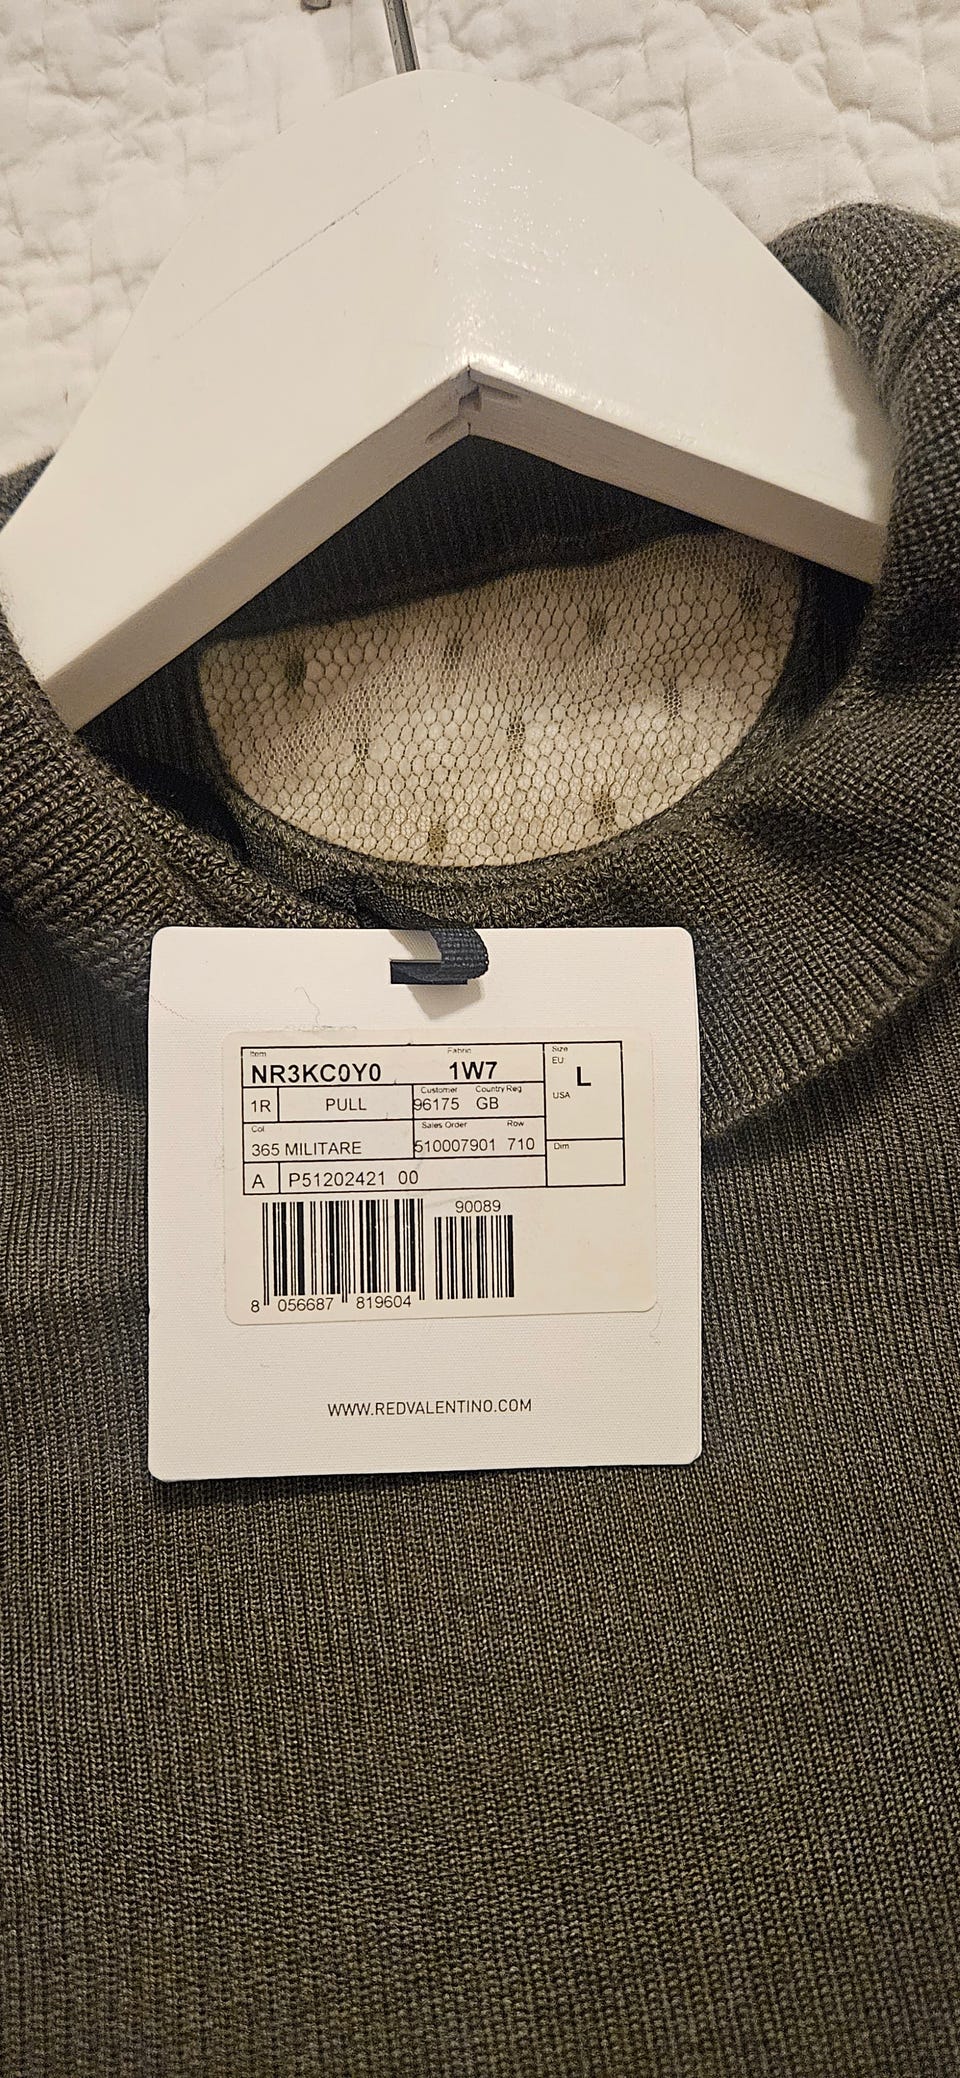 Item Fabric
NR3KC0Y0 1W7
Size
EU
L
USA
Dim
Customer Country Reg
1R PULL 96175 GB
Col Sales Order Row
365 MILITARE 510007901 710
A P51202421 00
90089
8 056687 819604
WWW.REDVALENTINO.COM